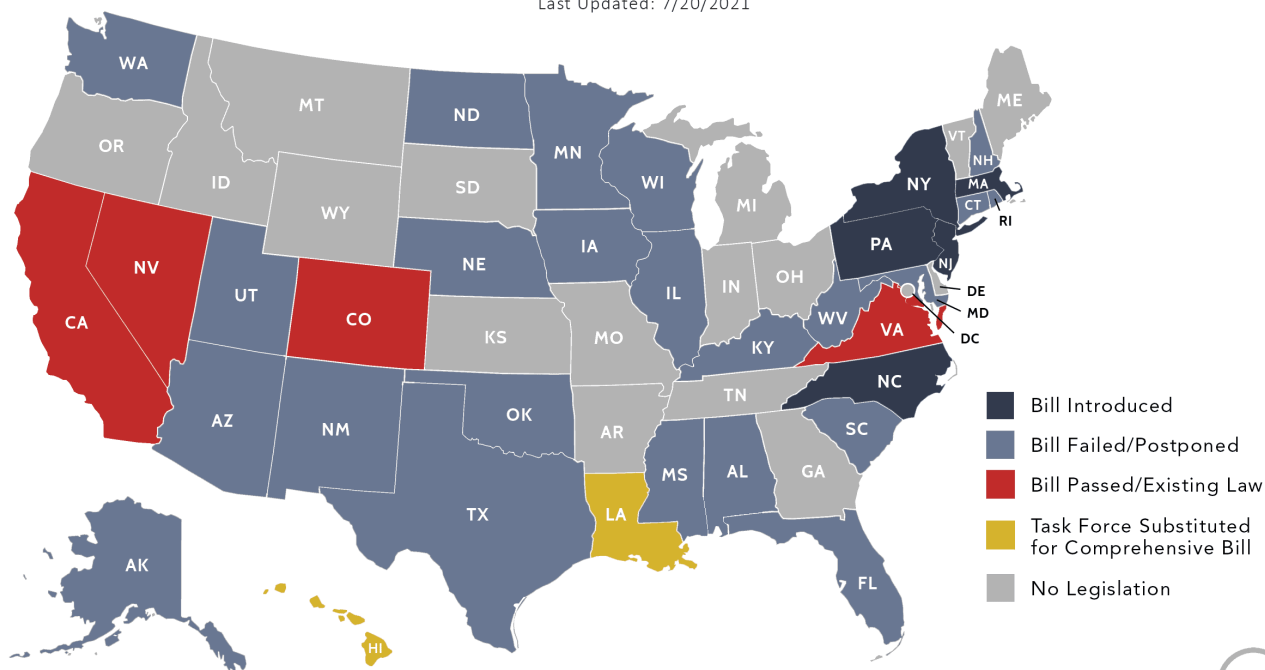 Last Updated: 7/20/2021
WA
MT
ND
MN
ME
OR
ID
WY
SD
WI
MI
VT
NH
NY
MA
CT
RI
NV
UT
CO
NE
IA
IL
IN
OH
PA
NJ
DE
MD
DC
CA
KS
MO
KY
WV
VA
AZ
NM
OK
AR
TN
NC
SC
TX
LA
MS
AL
GA
FL
AK
HI
Bill Introduced
Bill Failed/Postponed
Bill Passed/Existing Law
Task Force Substituted
for Comprehensive Bill
No Legislation